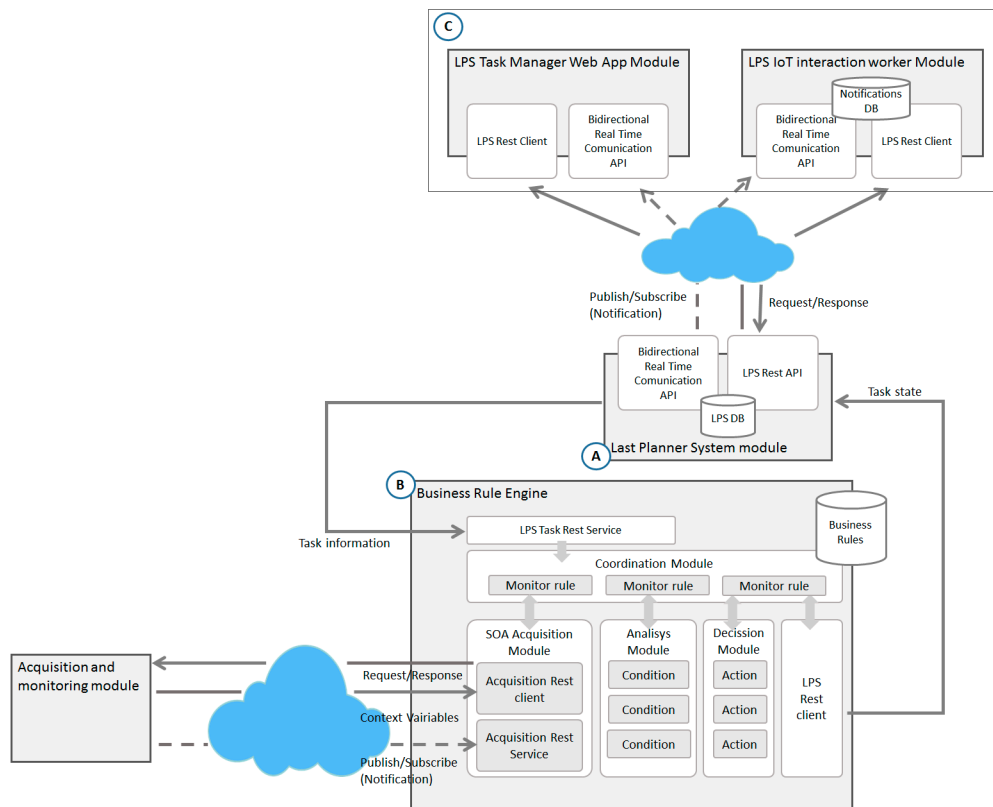 C
LPS Task Manager Web App Module
LPS Rest Client
Bidirectional
Real Time
Comunication
API
LPS IoT interaction worker Module
Notifications
DB
Bidirectional
Real Time
Comunication
API
LPS Rest Client
Publish/Subscribe
(Notification)
Request/Response
Bidirectional
Real Time
Comunication
API
LPS Rest API
LPS DB
Last Planner System module
A
Task state
B
Business Rule Engine
Business
Rules
LPS Task Rest Service
Task information
Coordination Module
Monitor rule
Monitor rule
Monitor rule
SOA Acquisition
Module
Acquisition Rest
client
Acquisition Rest
Service
Analisys
Module
Condition
Condition
Condition
Decission
Module
Action
Action
Action
LPS
Rest
client
Acquisition and
monitoring module
Request/Response
Context Vairiables
Publish/Subscribe
(Notification)